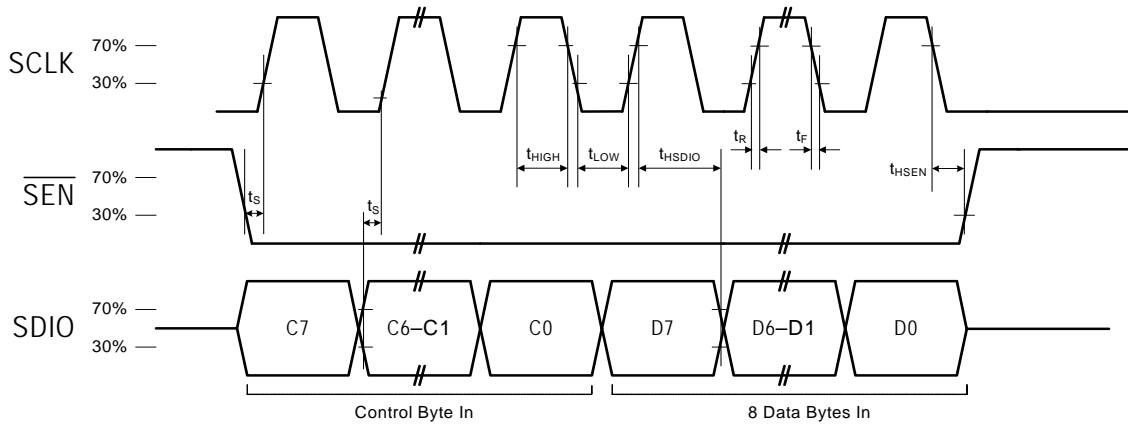 SCLK
70%
30%
tR
tF
tHIGH
tLOW
tHSDIO
tHSEN
SEN
70%
30%
tS
tS
SDIO
70%
30%
C7
C6–C1
C0
D7
D6–D1
D0
Control Byte In
8 Data Bytes In